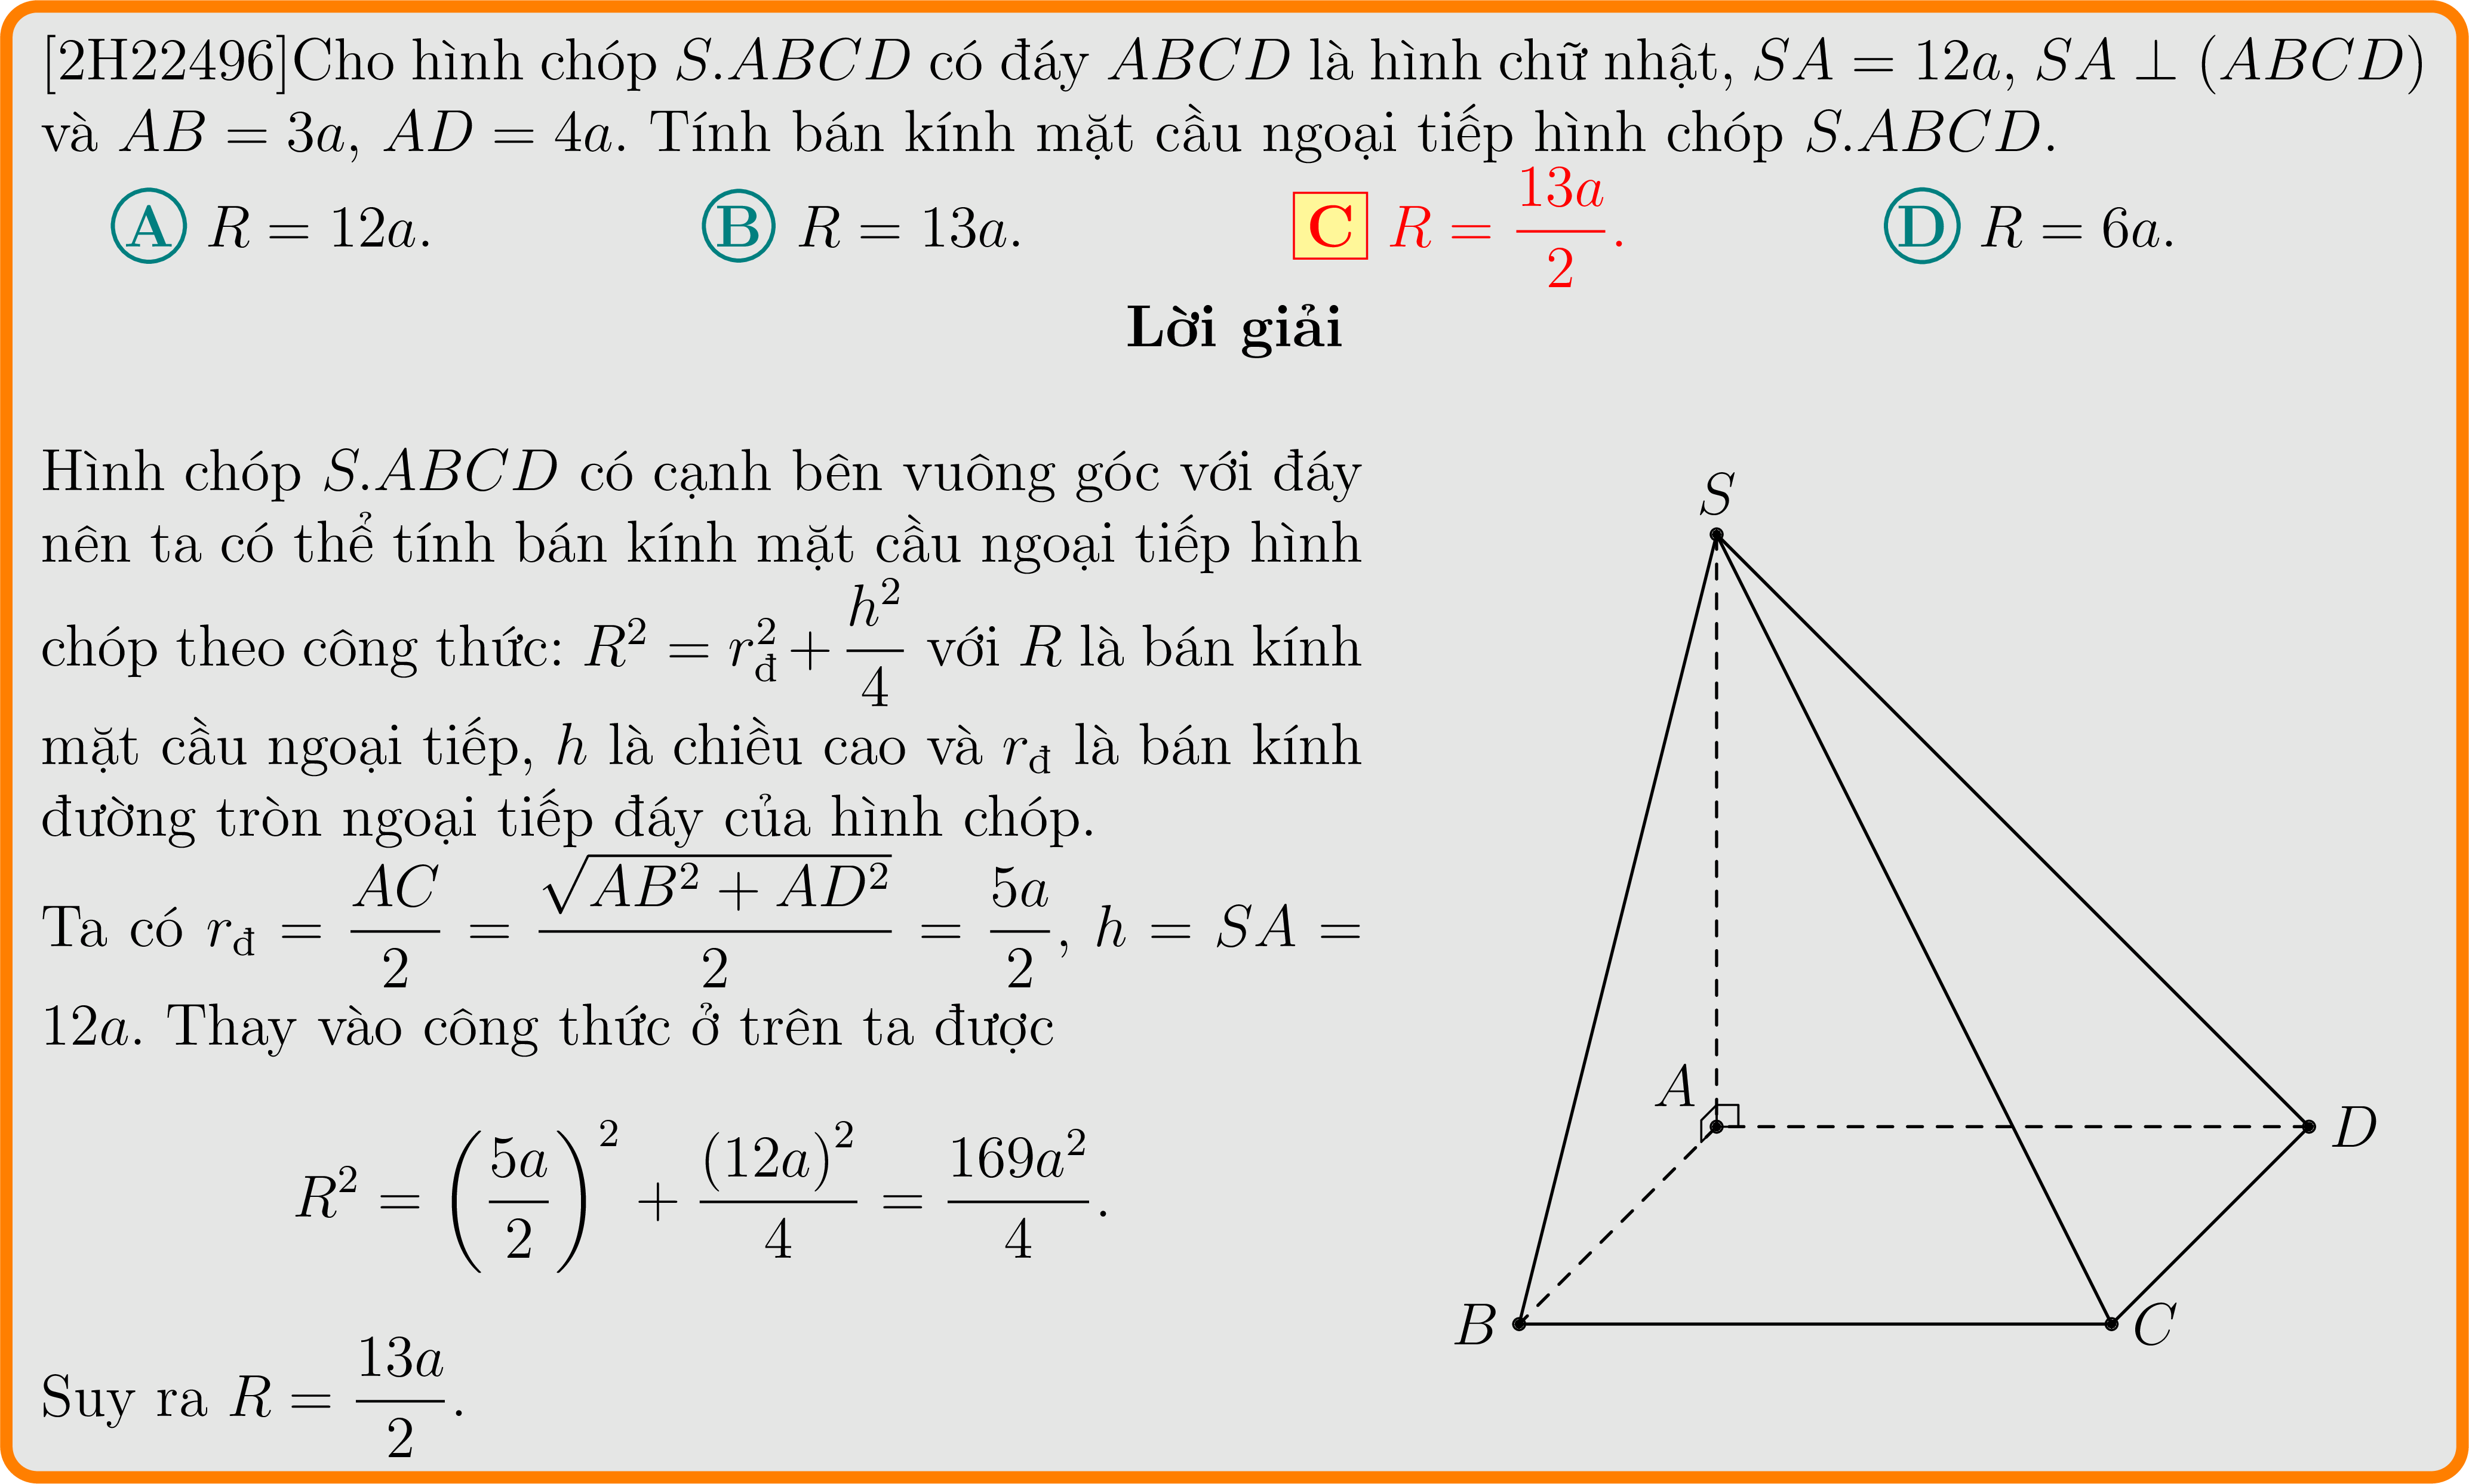 [2H22496]Cho hình chóp S.ABCD có đáy ABCD là hình chữ nhật, SA = 12a, SA ⊥ (ABCD)
và AB = 3a, AD = 4a. Tính bán kính mặt cầu ngoại tiếp hình chóp S.ABCD.
A R = 12a. B R = 13a. C R = \frac{13a}{2}. D R = 6a.
Lời giải
Hình chóp S.ABCD có cạnh bên vuông góc với đáy
nên ta có thể tính bán kính mặt cầu ngoại tiếp hình
chóp theo công thức: R^2 = r_đ^2 + \frac{h^2}{4} với R là bán kính
mặt cầu ngoại tiếp, h là chiều cao và r_đ là bán kính
đường tròn ngoại tiếp đáy của hình chóp.
Ta có r_đ = \frac{AC}{2} = \frac{\sqrt{AB^2 + AD^2}}{2} = \frac{5a}{2}, h = SA =
12a. Thay vào công thức ở trên ta được
R^2 = \left(\frac{5a}{2}\right)^2 + \frac{(12a)^2}{4} = \frac{169a^2}{4}.
Suy ra R = \frac{13a}{2}.
S
A
D
B
C